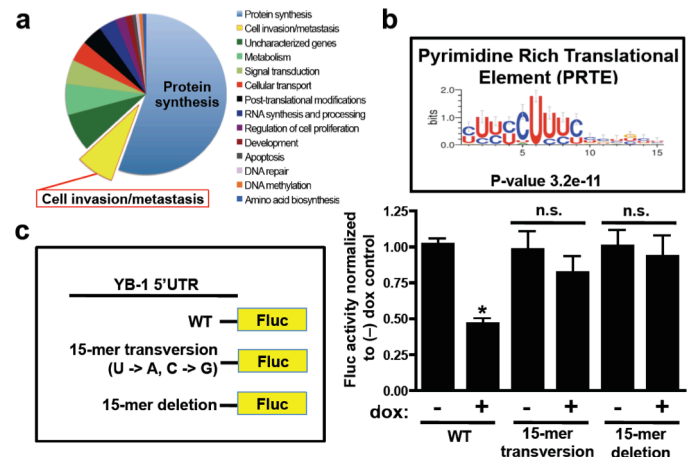 a
Protein synthesis
Cell invasion/metastasis
Protein synthesis
Cell invasion/metastasis
Uncharacterized genes
Metabolism
Signal transduction
Cellular transport
Post-translational modifications
RNA synthesis and processing
Regulation of cell proliferation
Development
Apoptosis
DNA repair
DNA methylation
Amino acid biosynthesis
b
Pyrimidine Rich Translational
Element (PRTE)
bits
2.0
1.0
0.0
5
10
15
P-value 3.2e-11
c
YB-1 5'UTR
WT
Fluc
15-mer transversion
(U -> A, C -> G)
Fluc
15-mer deletion
Fluc
Fluc activity normalized
to (–) dox control
1.25
1.00
0.75
0.50
0.25
0.00
*
n.s.
n.s.
dox: - + - + - +
WT
15-mer
transversion
15-mer
deletion